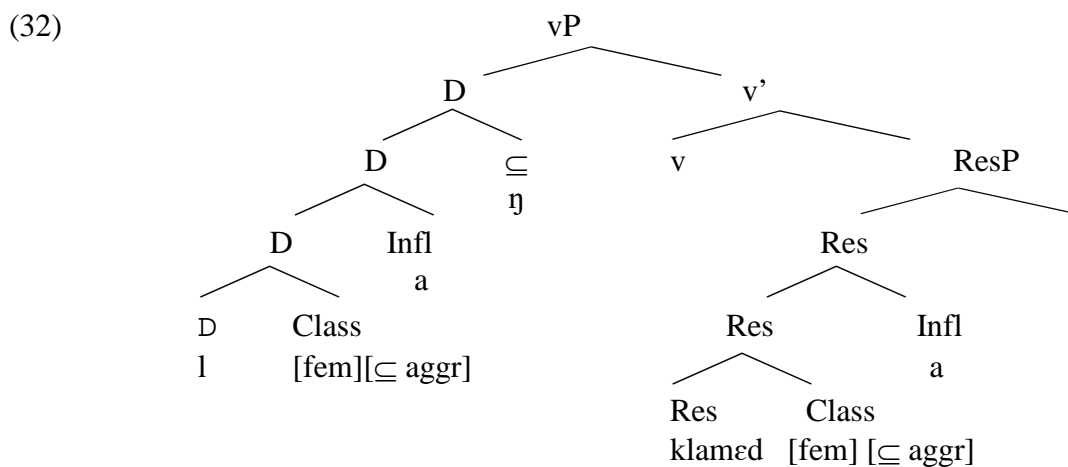 (32) vP
D v’
D ⊆ v ResP
ŋ
D Infl Res
a
D Class Res Infl
l [fem][⊆ aggr] a
Res Class
klamɛd [fem] [⊆ aggr]